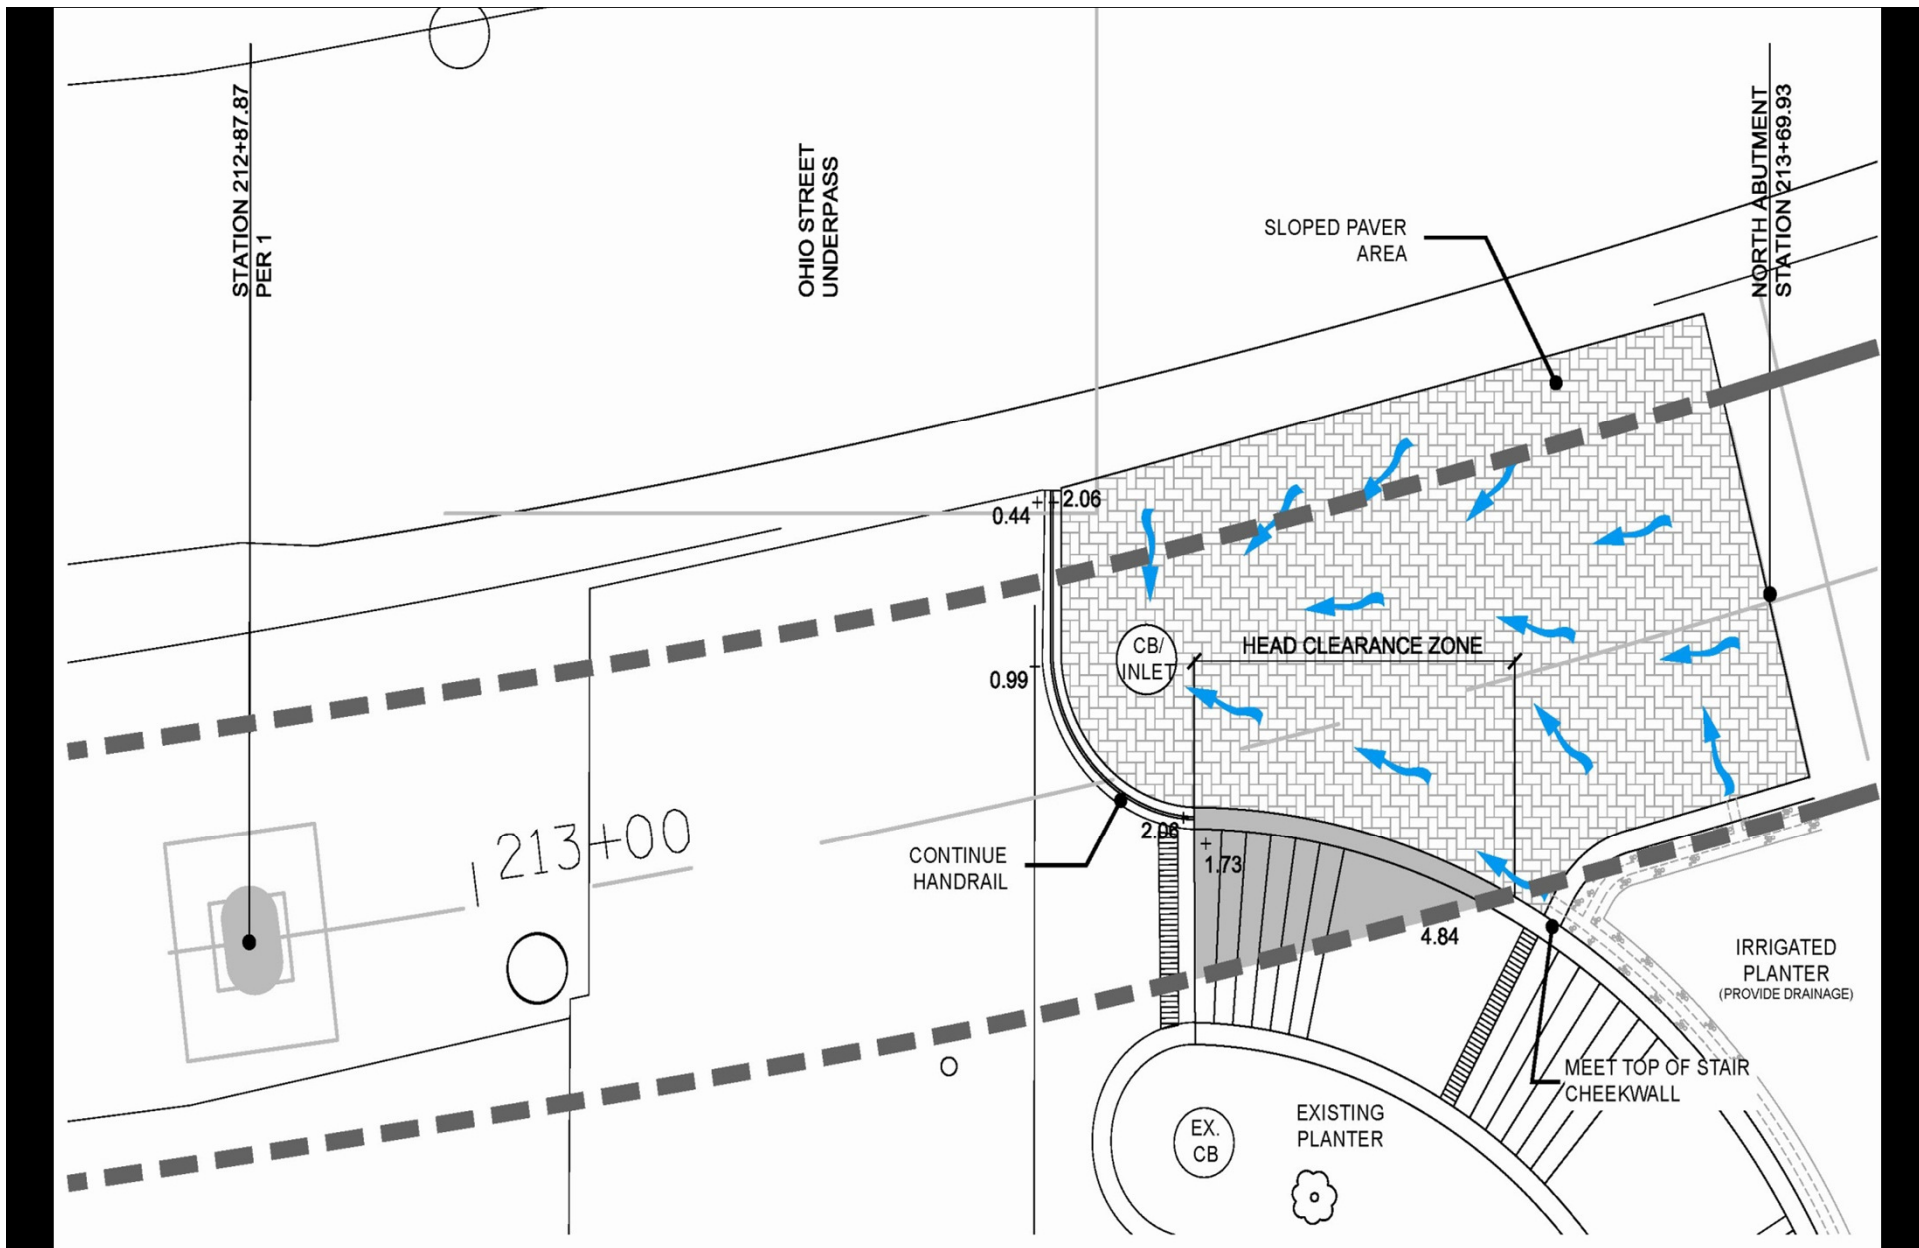 STATION 212+87.87
PER 1
OHIO STREET
UNDERPASS
NORTH ABUTMENT
STATION 213+69.93
SLOPED PAVER
AREA
2.06
0.44
0.99
CB/
INLET
HEAD CLEARANCE ZONE
213+00
CONTINUE
HANDRAIL
2.06
1.73
4.84
IRRIGATED
PLANTER
(PROVIDE DRAINAGE)
MEET TOP OF STAIR
CHEEKWALL
EX.
CB
EXISTING
PLANTER